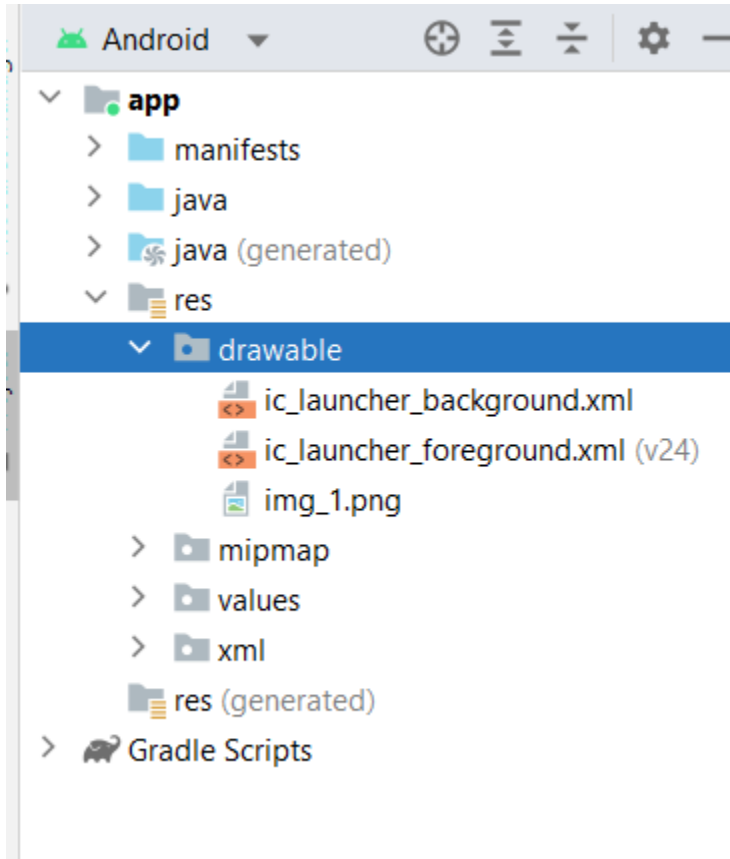 Android
app
manifests
java
java (generated)
res
drawable
ic_launcher_background.xml
ic_launcher_foreground.xml (v24)
img_1.png
mipmap
values
xml
res (generated)
Gradle Scripts